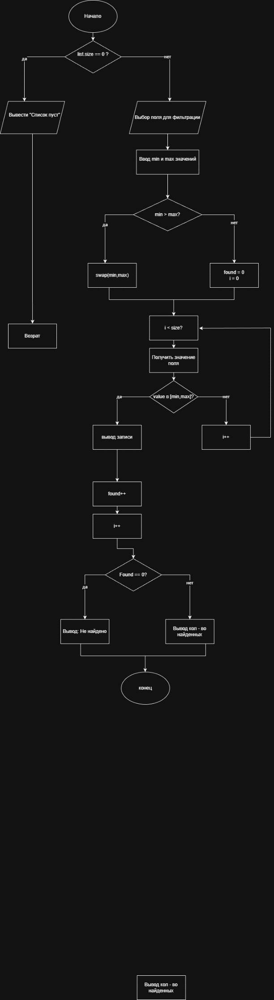 Начало
list.size == 0 ?
да
нет
Вывести "Список пуст"
Выбор поля для фильтрации
Ввод min и max значений
min > max?
да
нет
swap(min,max)
found = 0
i = 0
i < size?
Возрат
Получить значение
поля
value в [min,max]?
да
нет
вывод записи
i++
found++
i++
Found == 0?
да
нет
Вывод: Не найдено
Вывод кол - во
найденных
конец
Вывод кол - во
найденных